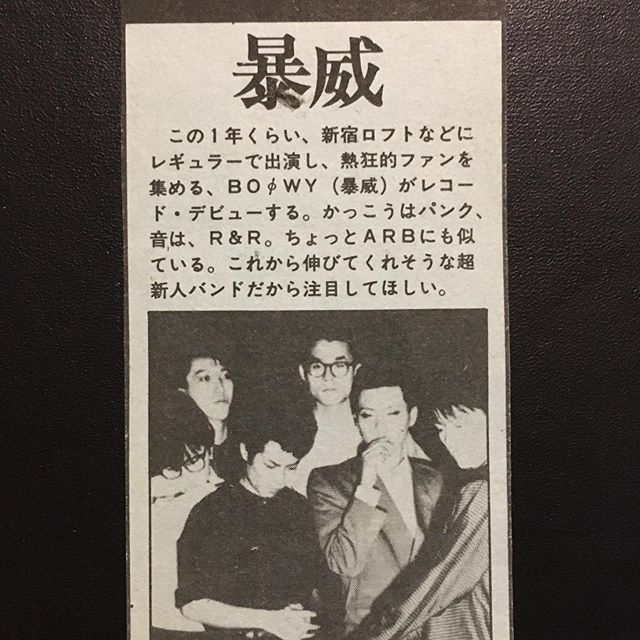 暴威
この1年くらい、新宿ロフトなどに
レギュラーで出演し、熱狂的ファンを
集める、BOφWY（暴威）がレコー
ド・デビューする。かっこうはパンク、
音は、R&R。ちょっとARBにも似
ている。これから伸びてくれそうな超
新人バンドだから注目してほしい。